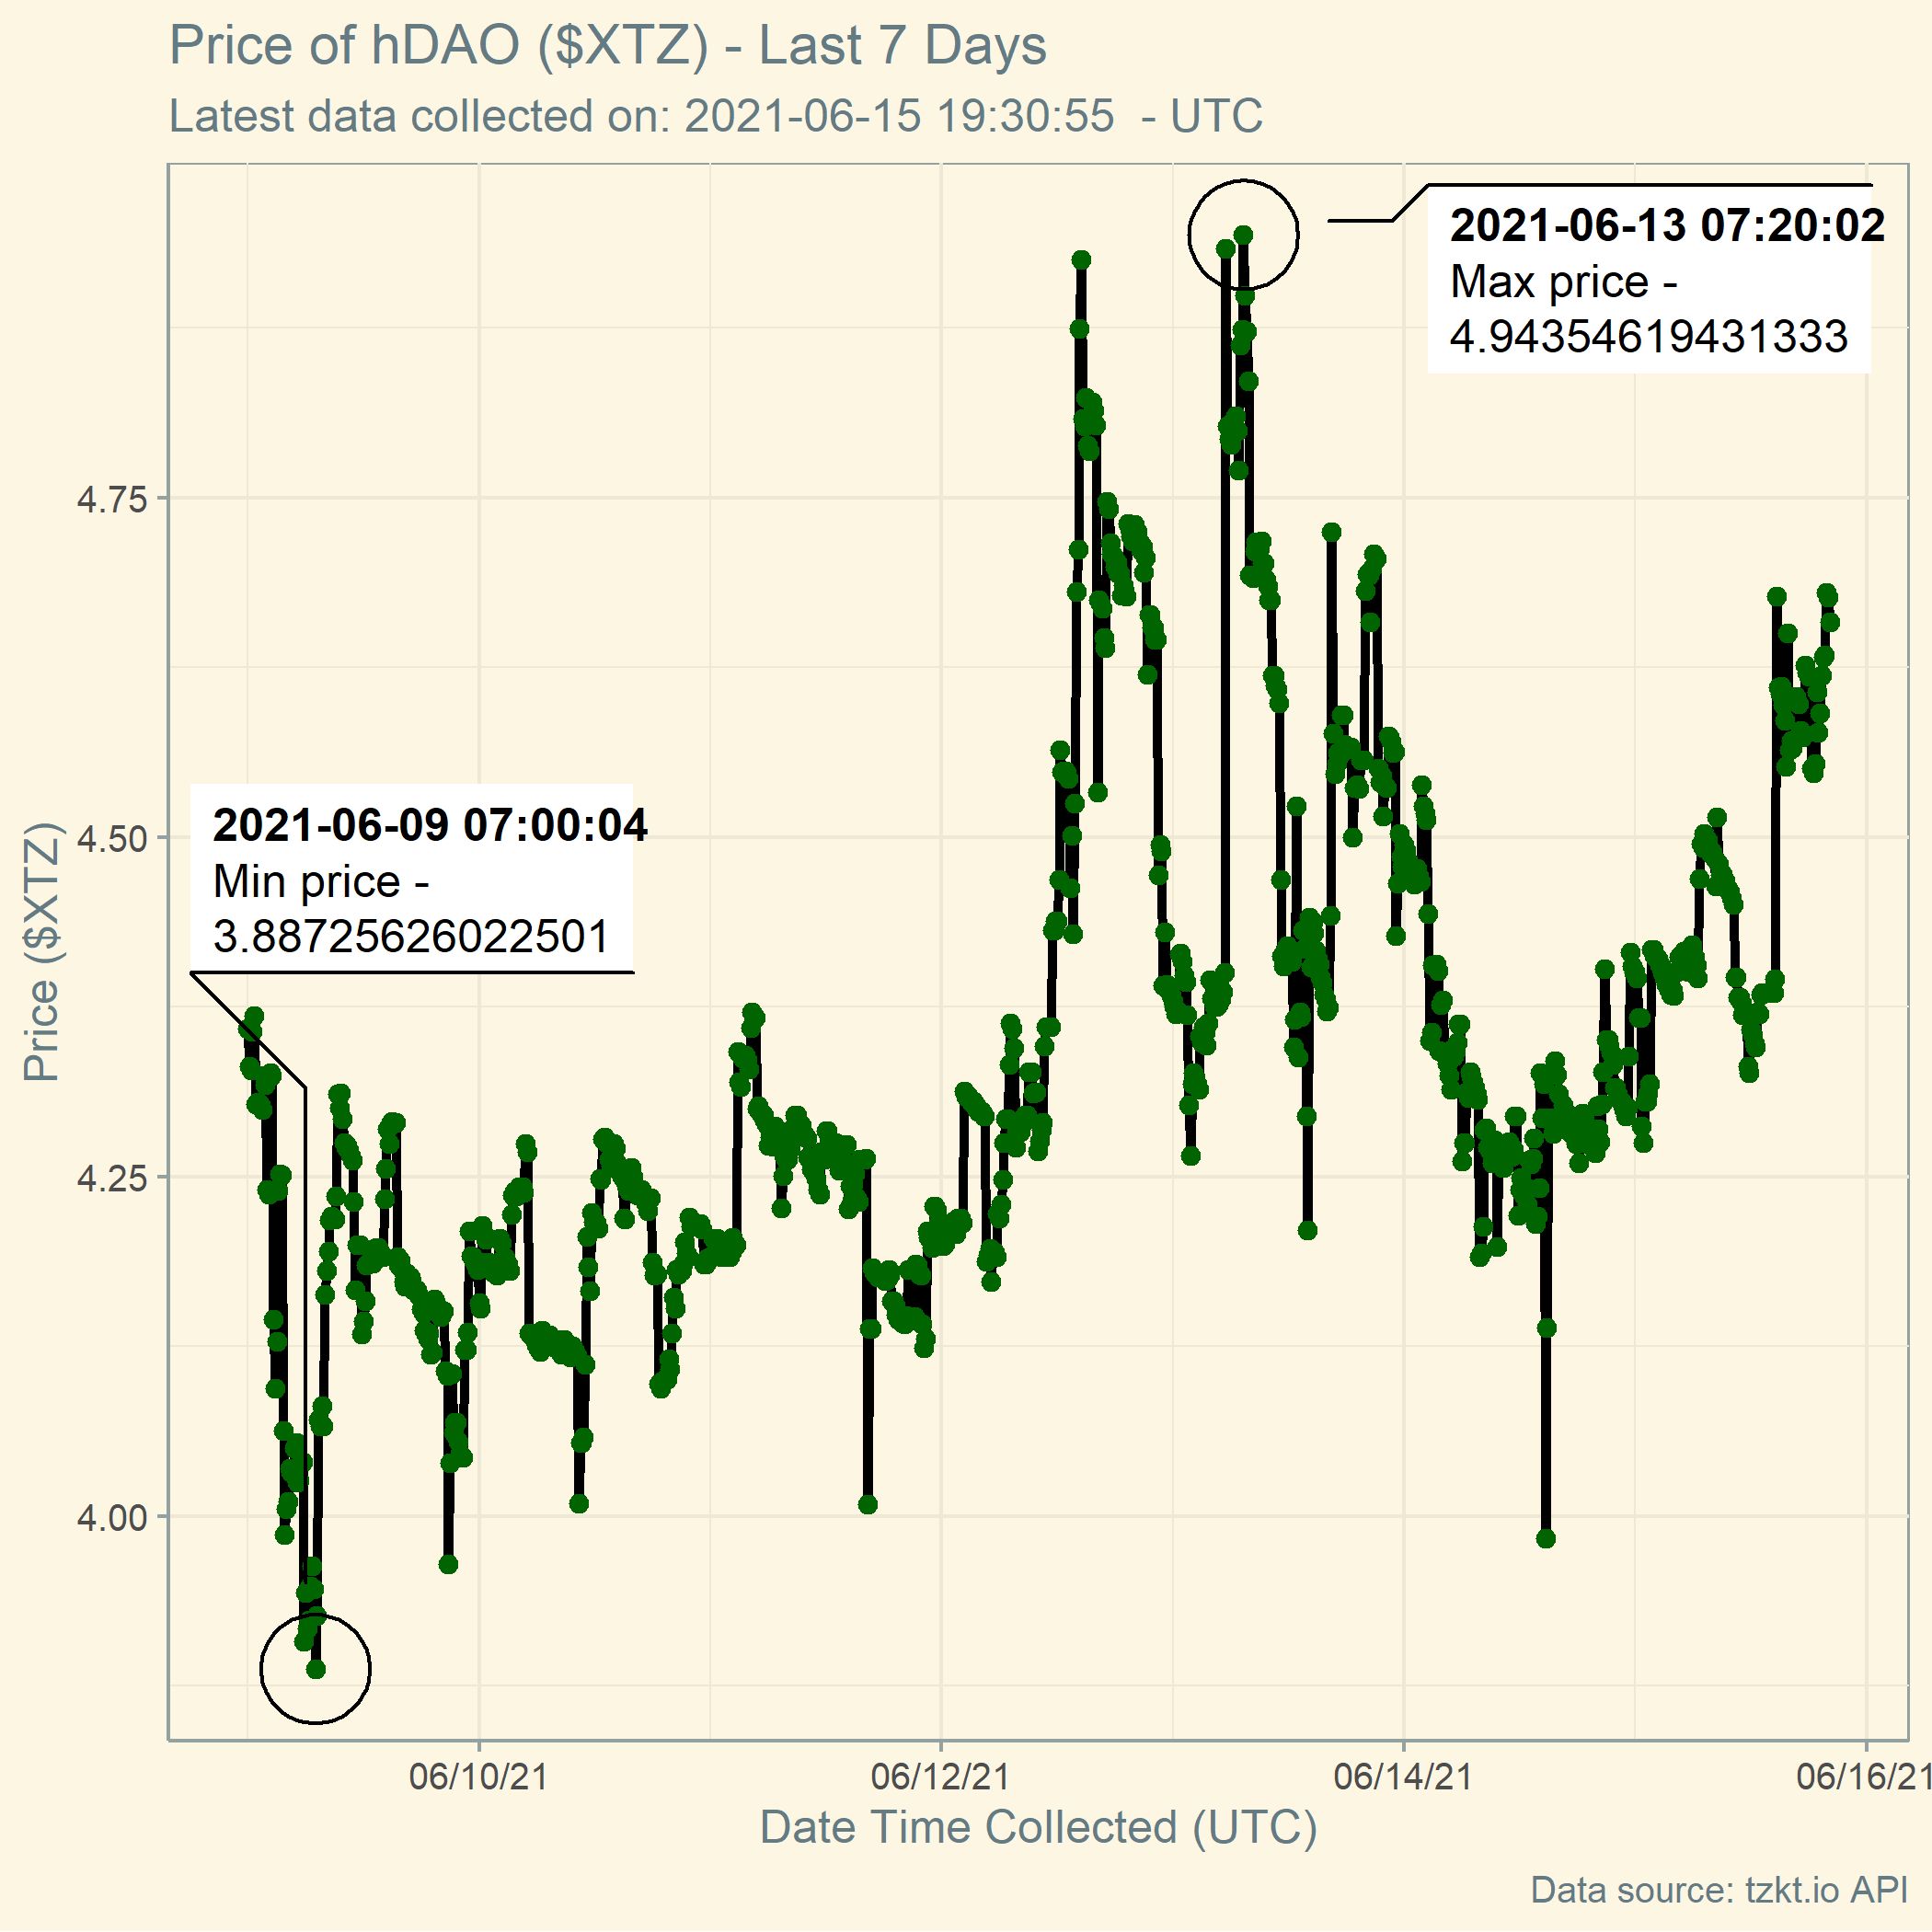 Price of hDAO ($XTZ) - Last 7 Days
Latest data collected on: 2021-06-15 19:30:55  - UTC
2021-06-13 07:20:02
Max price -
4.94354619431333
4.75
2021-06-09 07:00:04
Min price -
3.88725626022501
4.50
4.25
4.00
Price ($XTZ)
06/10/21
06/12/21
06/14/21
06/16/21
Date Time Collected (UTC)
Data source: tzkt.io API